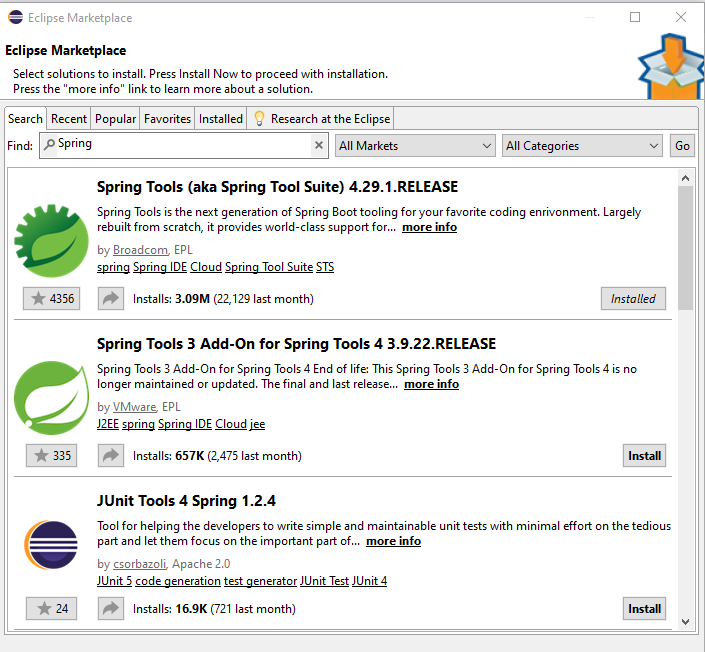 Eclipse Marketplace
Eclipse Marketplace
Select solutions to install. Press Install Now to proceed with installation.
Press the "more info" link to learn more about a solution.
Search Recent Popular Favorites Installed Research at the Eclipse
Find: Spring All Markets All Categories Go
Spring Tools (aka Spring Tool Suite) 4.29.1.RELEASE
Spring Tools is the next generation of Spring Boot tooling for your favorite coding enrivonment. Largely
rebuilt from scratch, it provides world-class support for... more info
by Broadcom, EPL
spring Spring IDE Cloud Spring Tool Suite STS
4356 Installs: 3.09M (22,129 last month) Installed
Spring Tools 3 Add-On for Spring Tools 4 3.9.22.RELEASE
Spring Tools 3 Add-On for Spring Tools 4 End of life: This Spring Tools 3 Add-On for Spring Tools 4 is no
longer maintained or updated. The final and last release... more info
by VMware, EPL
J2EE spring Spring IDE Cloud jee
335 Installs: 657K (2,475 last month) Install
JUnit Tools 4 Spring 1.2.4
Tool for helping the developers to write simple and maintainable unit tests with minimal effort on the tedious
part and let them focus on the important part of... more info
by csorbazoli, Apache 2.0
JUnit 5 code generation test generator JUnit Test JUnit 4
24 Installs: 16.9K (721 last month) Install